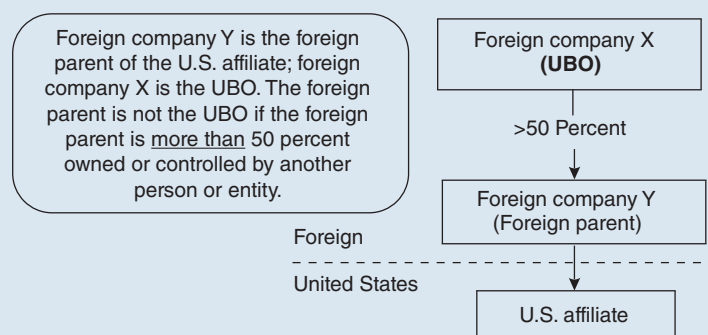 Foreign company Y is the foreign
parent of the U.S. affiliate; foreign
company X is the UBO. The foreign
parent is not the UBO if the foreign
parent is more than 50 percent
owned or controlled by another
person or entity.
Foreign company X
(UBO)
>50 Percent
Foreign company Y
(Foreign parent)
Foreign
United States
U.S. affiliate